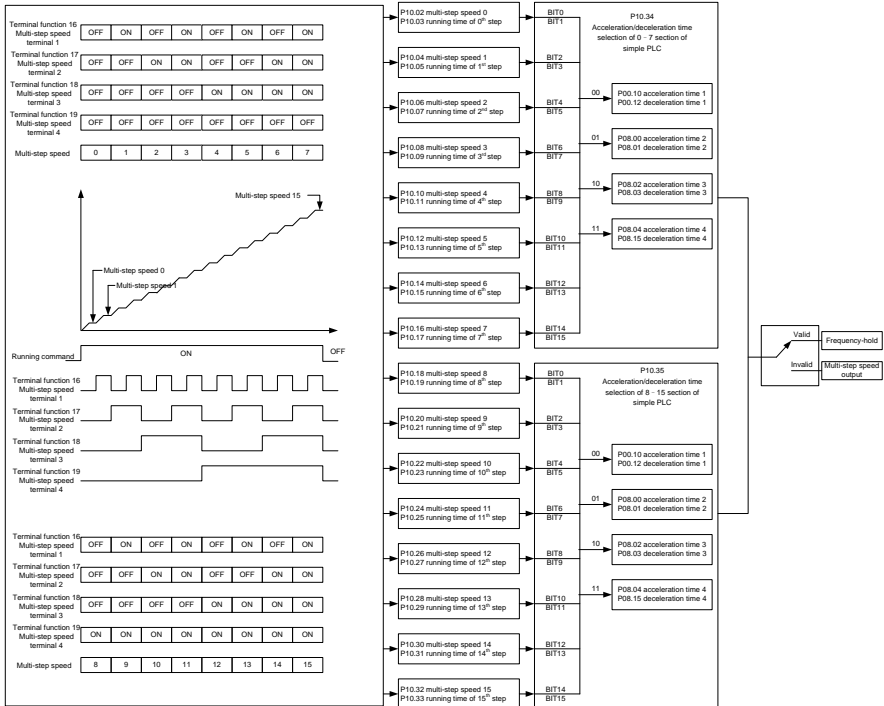 Terminal function 16
Multi-step speed
terminal 1
OFF ON OFF ON OFF ON OFF ON
Terminal function 17
Multi-step speed
terminal 2
OFF OFF ON ON OFF OFF ON ON
Terminal function 18
Multi-step speed
terminal 3
OFF OFF OFF OFF ON ON ON ON
Terminal function 19
Multi-step speed
terminal 4
OFF OFF OFF OFF OFF OFF OFF OFF
Multi-step speed
0 1 2 3 4 5 6 7
Multi-step speed 15
Multi-step speed 0
Multi-step speed 1
Running command
ON
OFF
Terminal function 16
Multi-step speed
terminal 1
Terminal function 17
Multi-step speed
terminal 2
Terminal function 18
Multi-step speed
terminal 3
Terminal function 19
Multi-step speed
terminal 4
Terminal function 16
Multi-step speed
terminal 1
OFF ON OFF ON OFF ON OFF ON
Terminal function 17
Multi-step speed
terminal 2
OFF OFF ON ON OFF OFF ON ON
Terminal function 18
Multi-step speed
terminal 3
OFF OFF OFF OFF ON ON ON ON
Terminal function 19
Multi-step speed
terminal 4
ON ON ON ON ON ON ON ON
Multi-step speed
8 9 10 11 12 13 14 15
P10.02 multi-step speed 0
P10.03 running time of 0th step
P10.04 multi-step speed 1
P10.05 running time of 1st step
P10.06 multi-step speed 2
P10.07 running time of 2nd step
P10.08 multi-step speed 3
P10.09 running time of 3rd step
P10.10 multi-step speed 4
P10.11 running time of 4th step
P10.12 multi-step speed 5
P10.13 running time of 5th step
P10.14 multi-step speed 6
P10.15 running time of 6th step
P10.16 multi-step speed 7
P10.17 running time of 7th step
P10.18 multi-step speed 8
P10.19 running time of 8th step
P10.20 multi-step speed 9
P10.21 running time of 9th step
P10.22 multi-step speed 10
P10.23 running time of 10th step
P10.24 multi-step speed 11
P10.25 running time of 11th step
P10.26 multi-step speed 12
P10.27 running time of 12th step
P10.28 multi-step speed 13
P10.29 running time of 13th step
P10.30 multi-step speed 14
P10.31 running time of 14th step
P10.32 multi-step speed 15
P10.33 running time of 15th step
BIT0
BIT1
BIT2
BIT3
BIT4
BIT5
BIT6
BIT7
BIT8
BIT9
BIT10
BIT11
BIT12
BIT13
BIT14
BIT15
P10.34
Acceleration/deceleration time
selection of 0 - 7 section of
simple PLC
00
P00.10 acceleration time 1
P00.12 deceleration time 1
01
P08.00 acceleration time 2
P08.01 deceleration time 2
10
P08.02 acceleration time 3
P08.03 deceleration time 3
11
P08.04 acceleration time 4
P08.15 deceleration time 4
BIT0
BIT1
BIT2
BIT3
BIT4
BIT5
BIT6
BIT7
BIT8
BIT9
BIT10
BIT11
BIT12
BIT13
BIT14
BIT15
P10.35
Acceleration/deceleration time
selection of 8 - 15 section of
simple PLC
00
P00.10 acceleration time 1
P00.12 deceleration time 1
01
P08.00 acceleration time 2
P08.01 deceleration time 2
10
P08.02 acceleration time 3
P08.03 deceleration time 3
11
P08.04 acceleration time 4
P08.15 deceleration time 4
Valid
Frequency-hold
Invalid
Multi-step speed
output